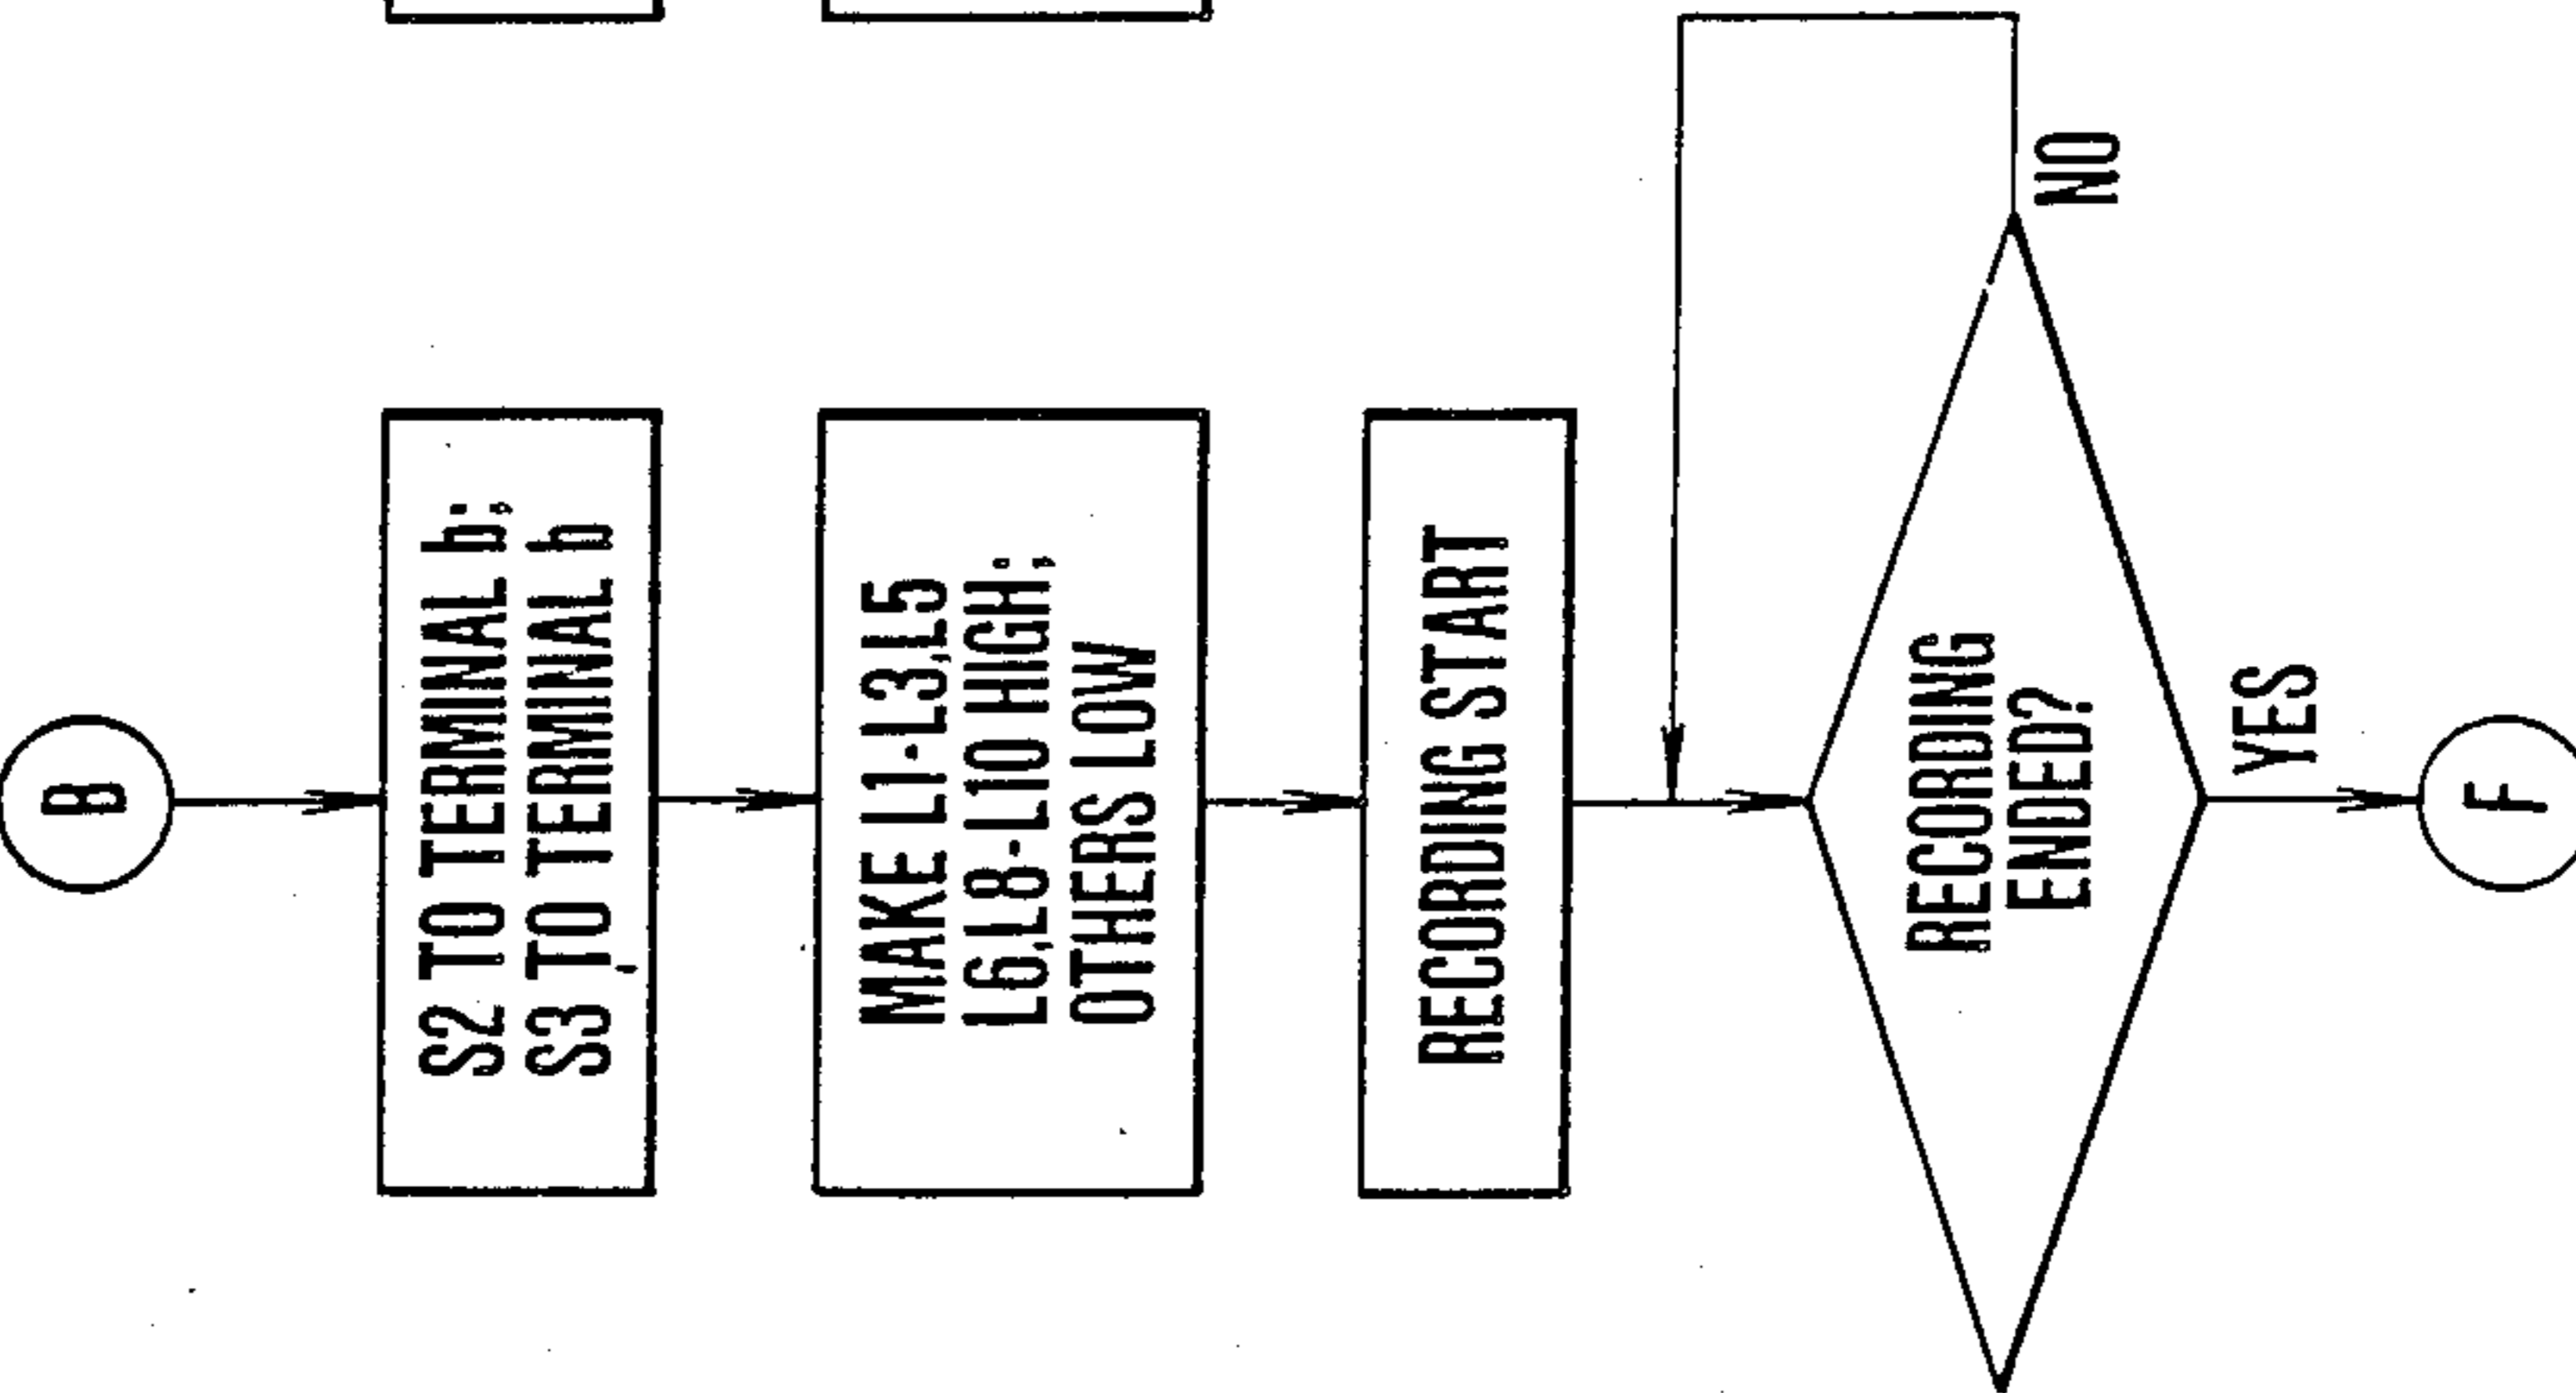 B
S2 TO TERMINAL b;
S3 TO TERMINAL b
MAKE L1-L3,L5
L6,L8-L10 HIGH;
OTHERS LOW
RECORDING START
RECORDING
ENDED?
NO
YES
F